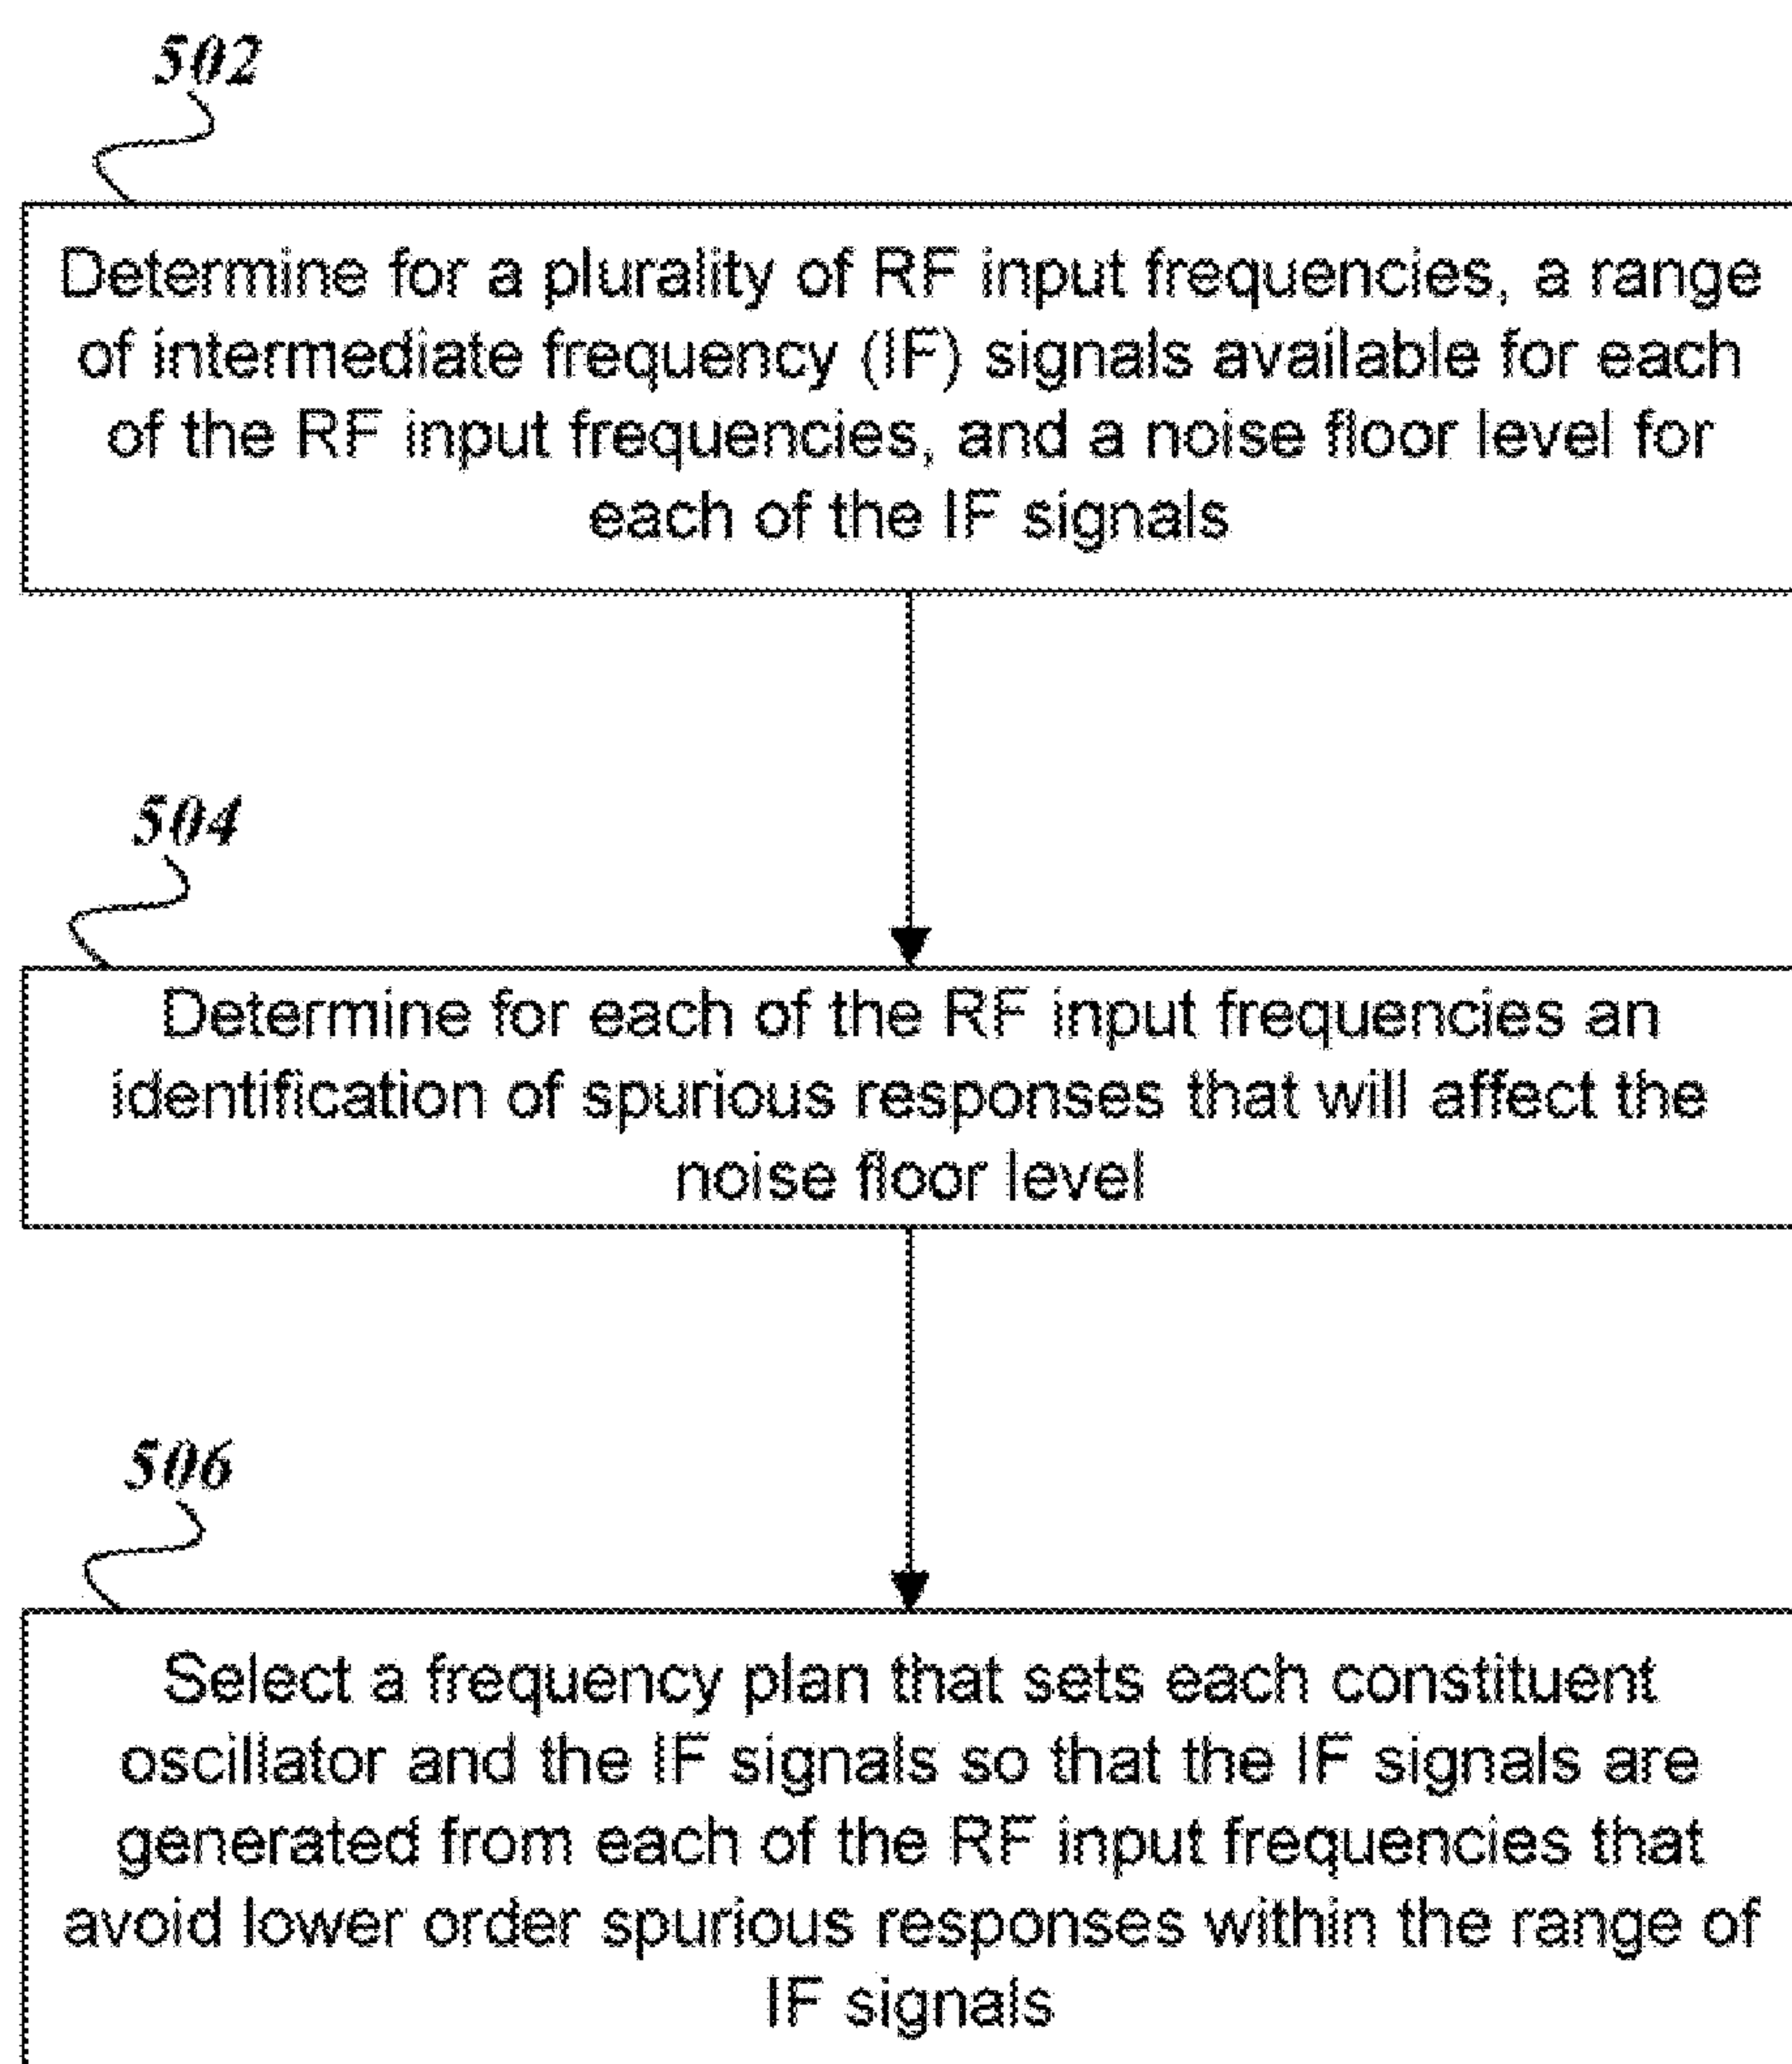 502
Determine for a plurality of RF input frequencies, a range
of intermediate frequency (IF) signals available for each
of the RF input frequencies, and a noise floor level for
each of the IF signals
504
Determine for each of the RF input frequencies an
identification of spurious responses that will affect the
noise floor level
506
Select a frequency plan that sets each constituent
oscillator and the IF signals so that the IF signals are
generated from each of the RF input frequencies that
avoid lower order spurious responses within the range of
IF signals